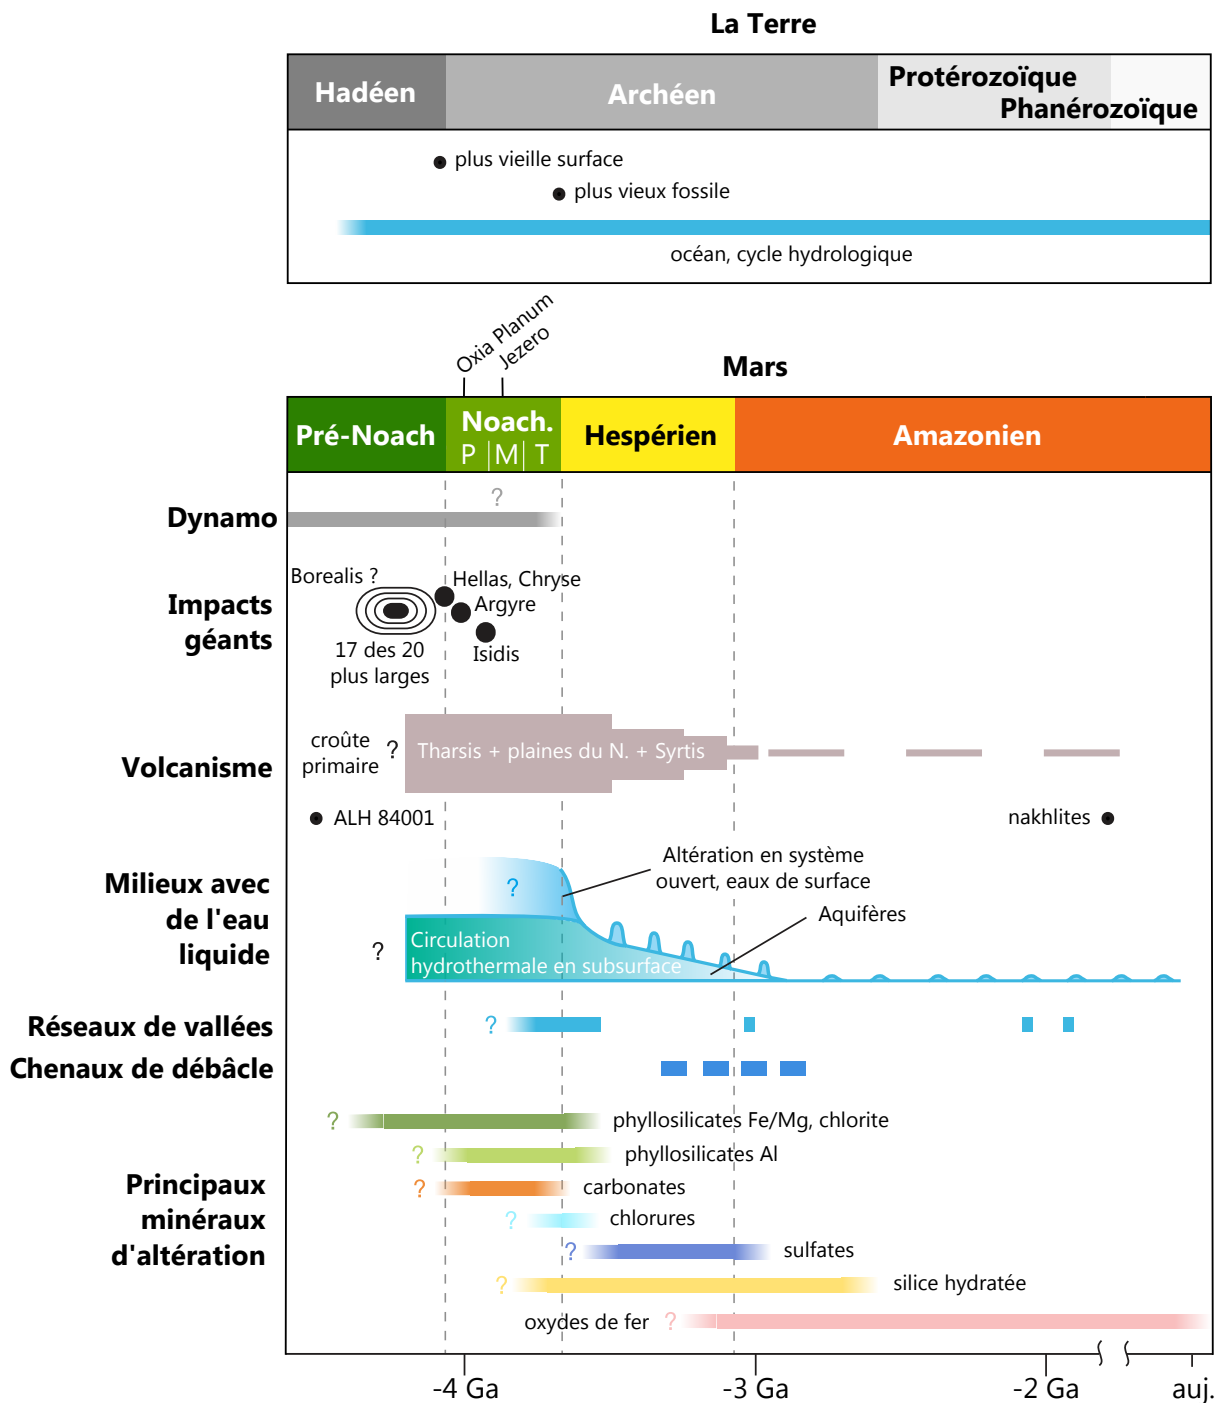 La Terre
Hadéen
Archéen
Protérozoïque
Phanérozoïque
plus vieille surface
plus vieux fossile
océan, cycle hydrologique
Oxia Planum
Jezero
Mars
Pré-Noach
Noach.
P | M | T
Hespérien
Amazonien
Dynamo
?
Impacts
géants
Borealis ?
17 des 20
plus larges
Hellas, Chryse
Argyre
Isidis
Volcanisme
croûte
primaire
?
Tharsis + plaines du N. + Syrtis
ALH 84001
nakhlites
Milieux avec
de l'eau
liquide
?
?
Altération en système
ouvert, eaux de surface
Aquifères
Circulation
hydrothermale en subsurface
Réseaux de vallées
?
Chenaux de débâcle
Principaux
minéraux
d'altération
? phyllosilicates Fe/Mg, chlorite
? phyllosilicates Al
? carbonates
? chlorures
? sulfates
? silice hydratée
oxydes de fer ?
-4 Ga
-3 Ga
-2 Ga
auj.